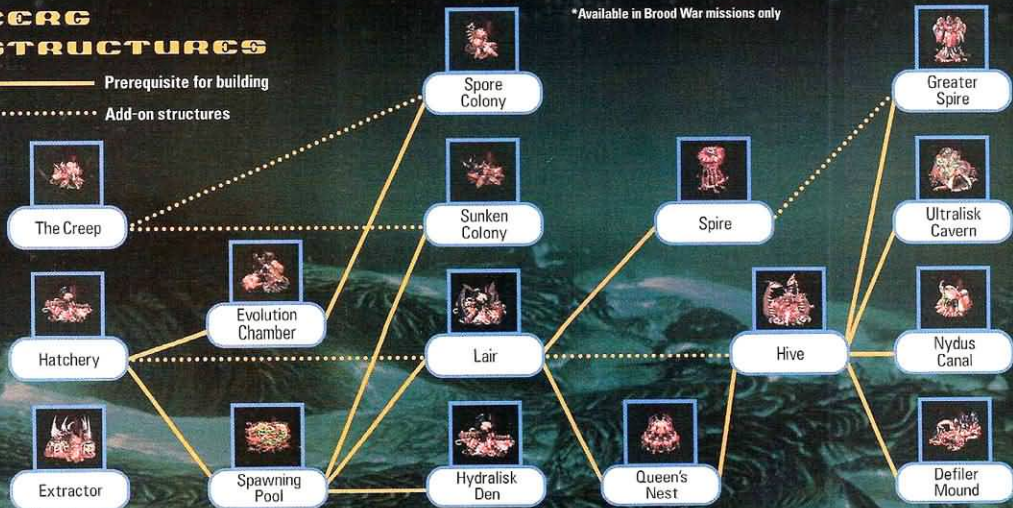 ZERG
STRUCTURES
Prerequisite for building
Add-on structures
*Available in Brood War missions only
Spore
Colony
Greater
Spire
The Creep
Sunken
Colony
Spire
Ultralisk
Cavern
Evolution
Chamber
Hatchery
Lair
Hive
Nydus
Canal
Extractor
Spawning
Pool
Hydralisk
Den
Queen's
Nest
Defiler
Mound